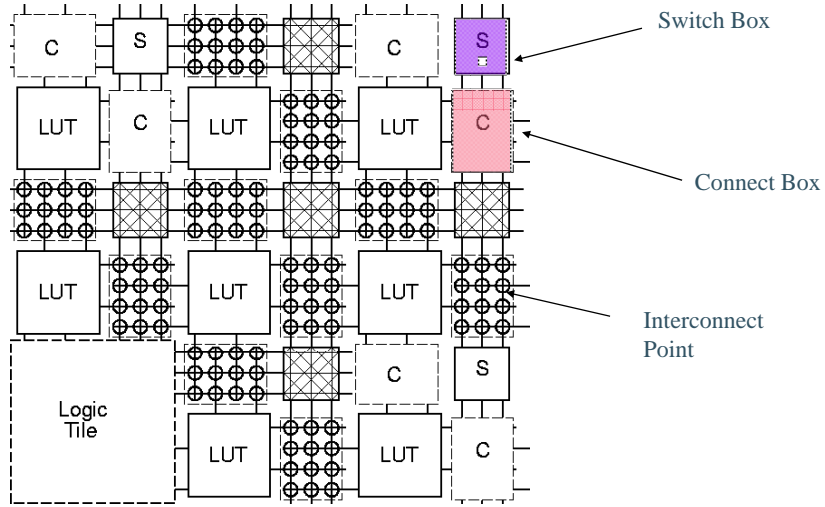 C
S
C
S
Switch Box
LUT
C
LUT
LUT
C
Connect Box
LUT
LUT
LUT
Interconnect
Point
C
S
Logic
Tile
LUT
LUT
C